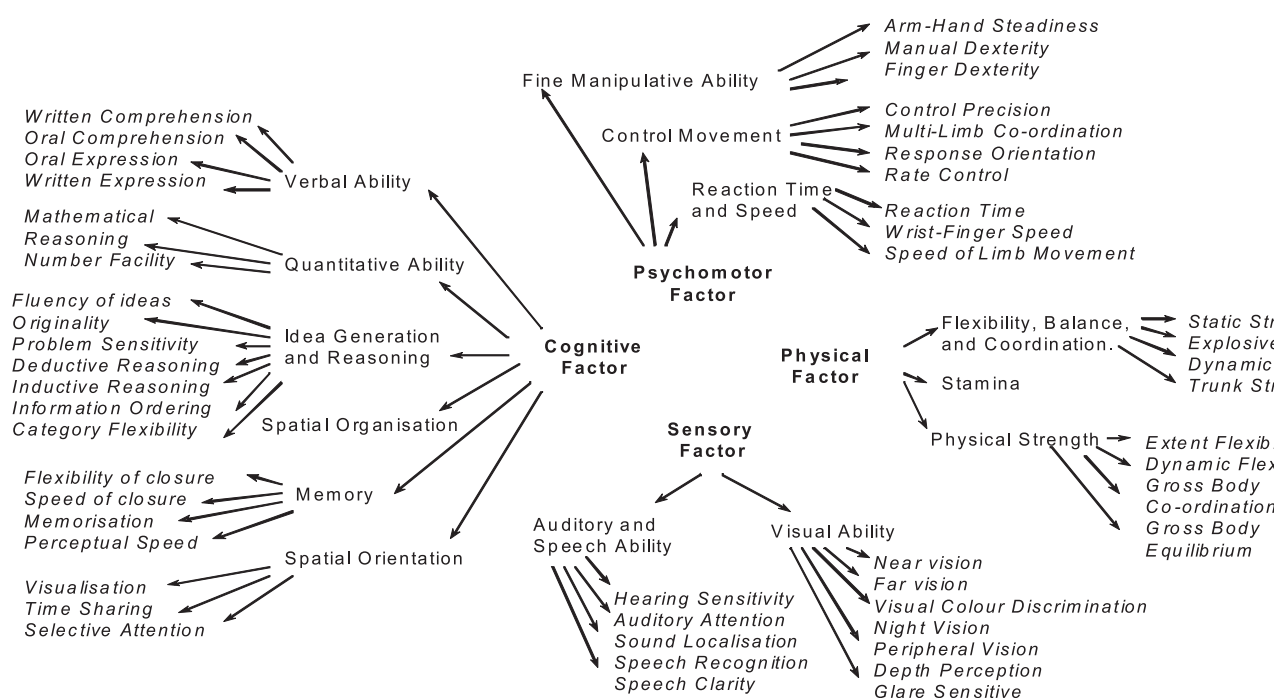 Arm-Hand Steadiness
Manual Dexterity
Finger Dexterity
Fine Manipulative Ability
Control Precision
Multi-Limb Co-ordination
Response Orientation
Rate Control
Control Movement
Reaction Time
and Speed
Reaction Time
Wrist-Finger Speed
Speed of Limb Movement
Psychomotor
Factor
Written Comprehension
Oral Comprehension
Oral Expression
Written Expression
Verbal Ability
Mathematical
Reasoning
Number Facility
Quantitative Ability
Fluency of ideas
Originality
Problem Sensitivity
Deductive Reasoning
Inductive Reasoning
Information Ordering
Category Flexibility
Idea Generation
and Reasoning
Cognitive
Factor
Spatial Organisation
Flexibility of closure
Speed of closure
Memorisation
Perceptual Speed
Memory
Spatial Orientation
Visualisation
Time Sharing
Selective Attention
Physical
Factor
Flexibility, Balance,
and Coordination.
Static
Explosive
Dynamic
Trunk
Stamina
Physical Strength
Extent
Dynamic
Gross Body
Co-ordination
Gross Body
Equilibrium
Sensory
Factor
Auditory and
Speech Ability
Hearing Sensitivity
Auditory Attention
Sound Localisation
Speech Recognition
Speech Clarity
Visual Ability
Near vision
Far vision
Visual Colour Discrimination
Night Vision
Peripheral Vision
Depth Perception
Glare Sensitive